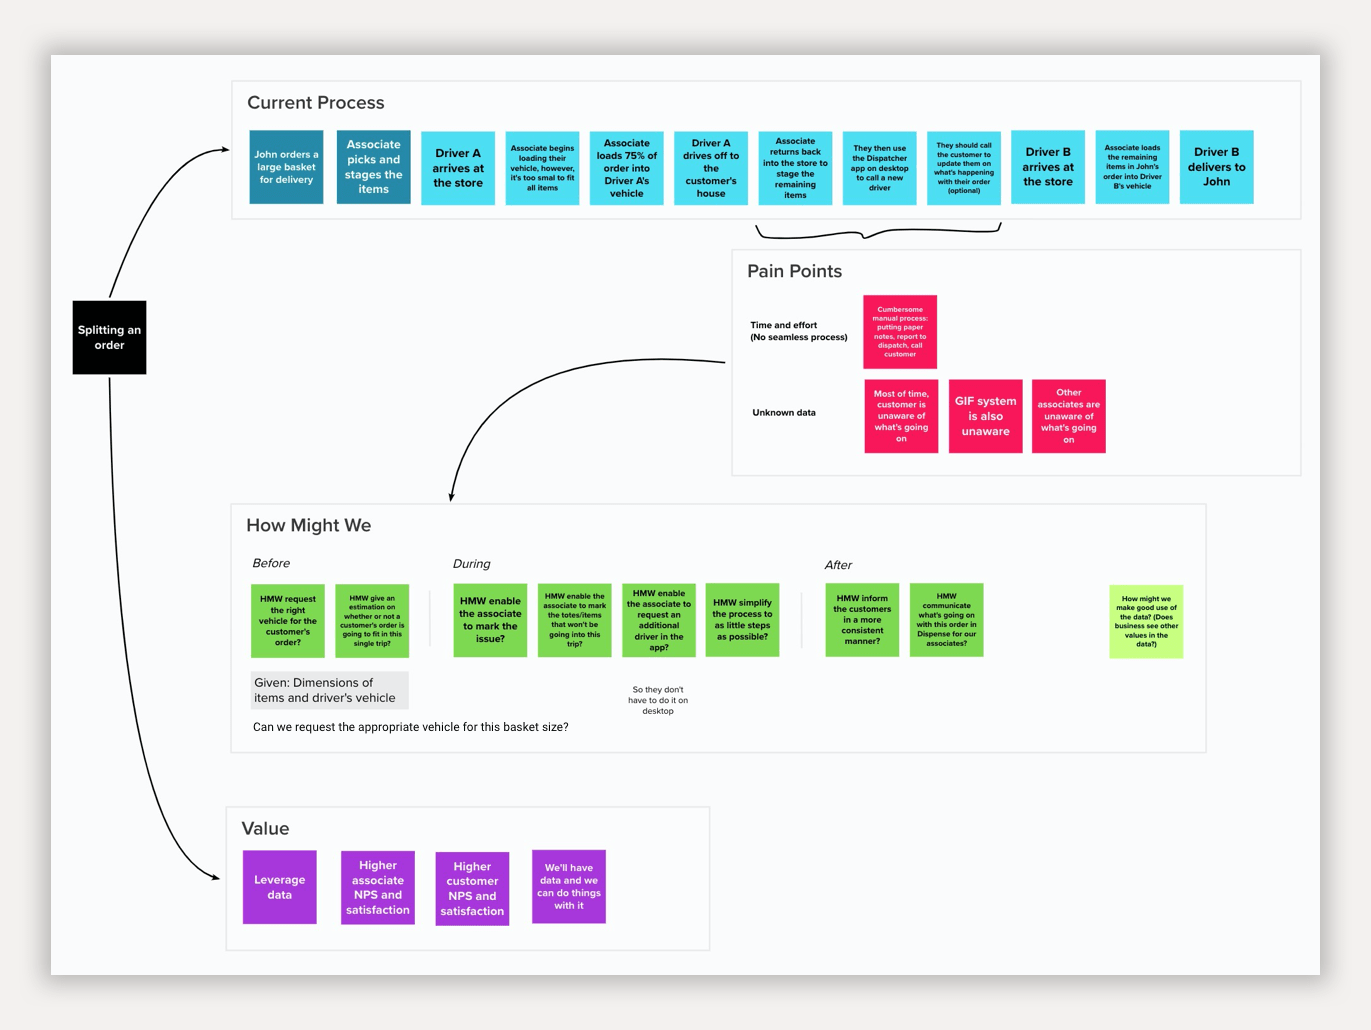 Current Process
John orders a
large basket
for delivery
Associate
picks and
stages the
items
Driver A
arrives at
the store
Associate begins
loading their
vehicle, however,
it's too smal to fit
all items
Associate
loads 75% of
order into
Driver A's
vehicle
Driver A
drives off to
the
customer's
house
Associate
returns back
into the store to
stage the
remaining
items
They then use
the Dispatcher
app on desktop
to call a new
driver
They should call
the customer to
update them on
what's happening
with their order
(optional)
Driver B
arrives at
the store
Associate loads
the remaining
items in John's
order into Driver
B's vehicle
Driver B
delivers to
John
Splitting an
order
Pain Points
Time and effort
(No seamless process)
Cumbersome
manual process:
putting paper
notes, report to
dispatch, call
customer
Unknown data
Most of time,
customer is
unaware of
what's going
on
GIF system
is also
unaware
Other
associates are
unaware of
what's going
on
How Might We
Before
HMW request
the right
vehicle for the
customer's
order?
HMW give an
estimation on
whether or not a
customer's order is
going to fit in this
single trip?
Given: Dimensions of
items and driver's vehicle
Can we request the appropriate vehicle for this basket size?
During
HMW enable
the associate
to mark the
issue?
HMW enable the
associate to mark
the totes/items
that won't be
going into this
trip?
HMW enable
the associate to
request an
additional
driver in the
app?
So they don't
have to do it on
desktop
HMW simplify
the process to
as little steps
as possible?
After
HMW inform
the customers
in a more
consistent
manner?
HMW
communicate
what's going on
with this order in
Dispense for our
associates?
How might we
make good use of
the data? (Does
business see other
values in the
data?)
Value
Leverage
data
Higher
associate
NPS and
satisfaction
Higher
customer
NPS and
satisfaction
We'll have
data and we
can do things
with it